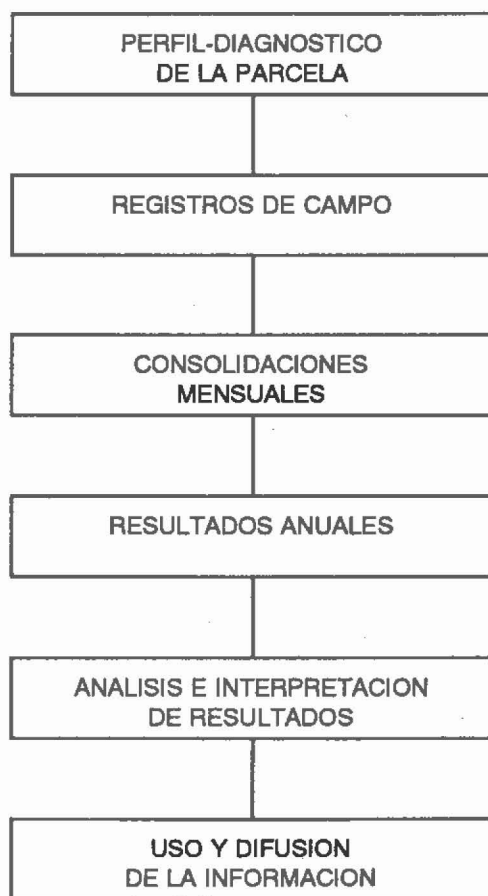 PERFIL-DIAGNOSTICO
DE LA PARCELA
REGISTROS DE CAMPO
CONSOLIDACIONES
MENSUALES
RESULTADOS ANUALES
ANALISIS E INTERPRETACION
DE RESULTADOS
USO Y DIFUSION
DE LA INFORMACION